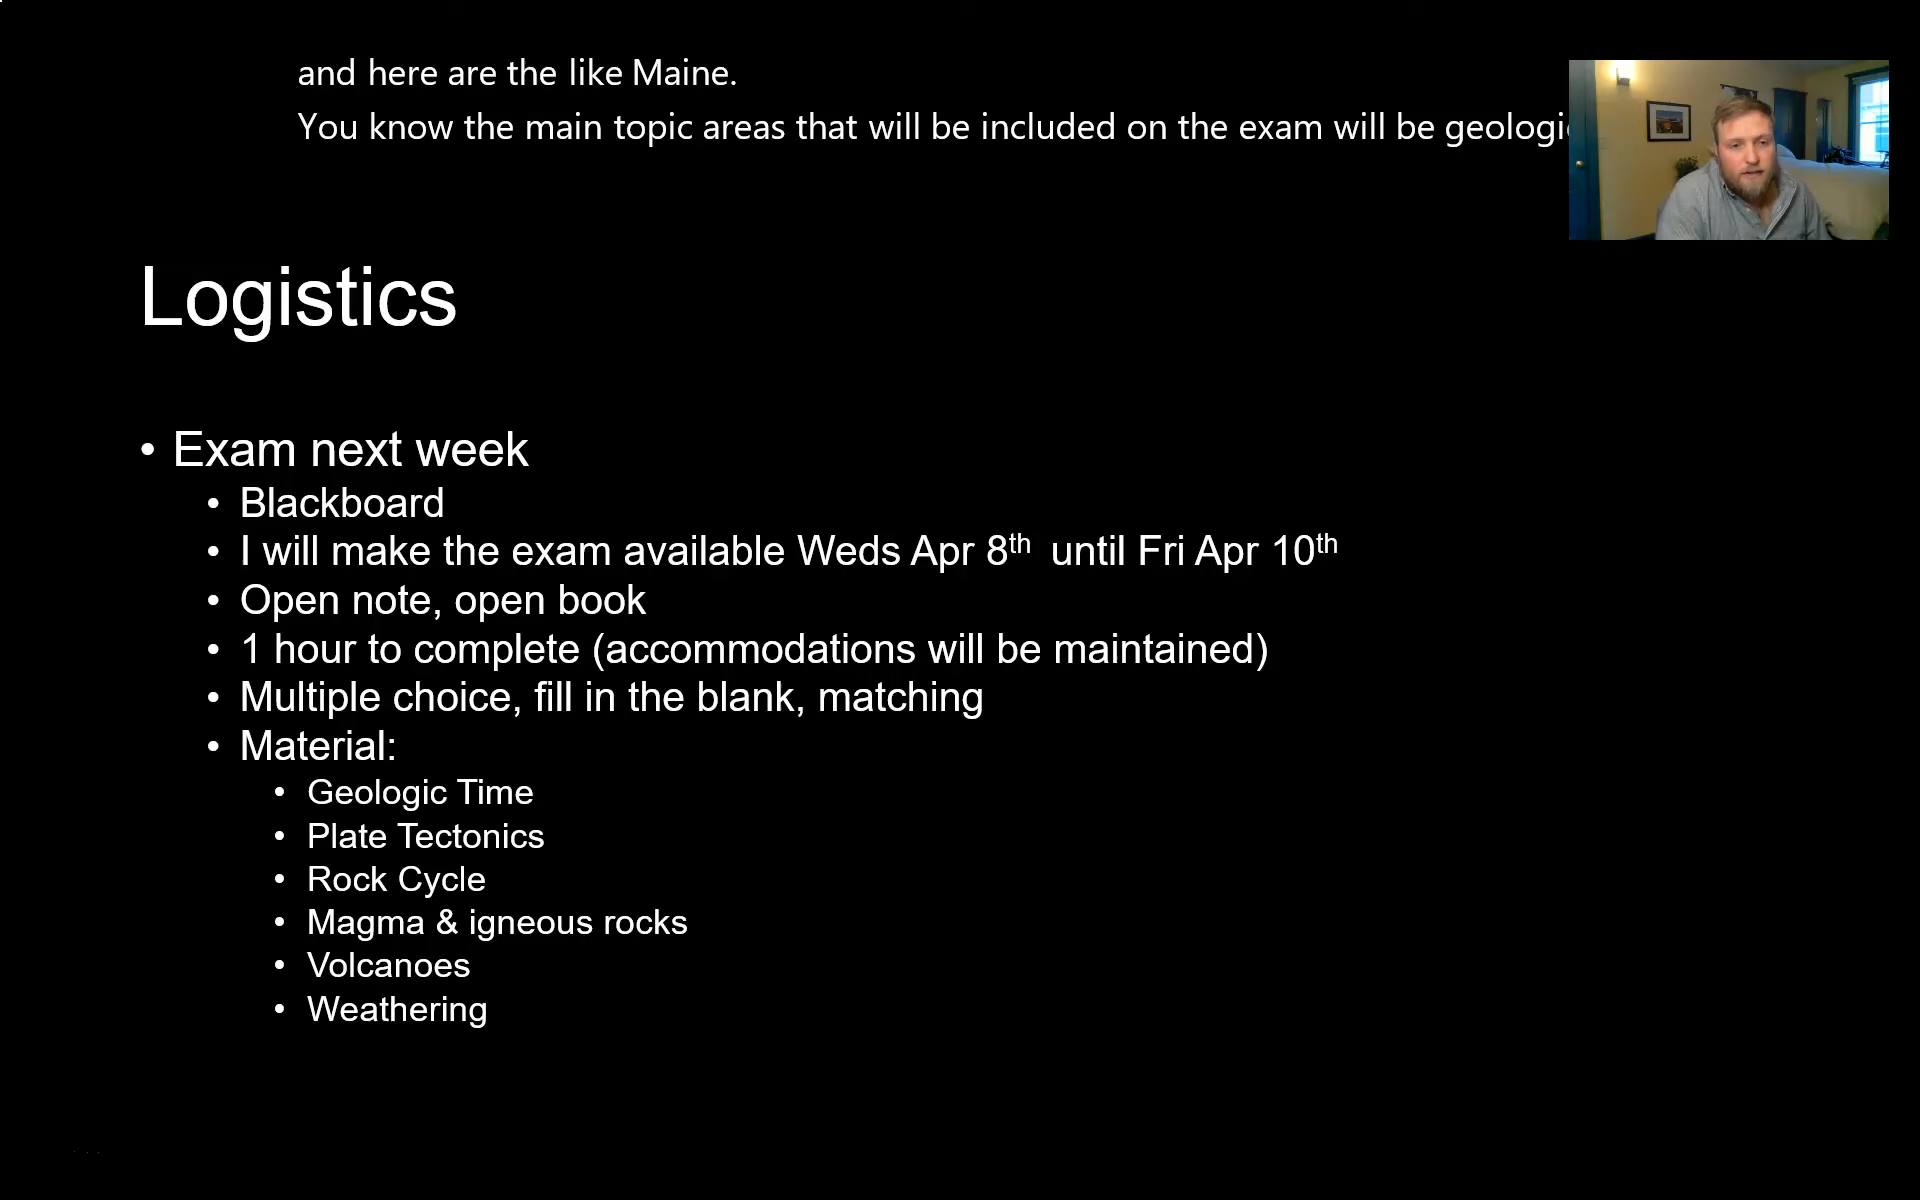 and here are the like Maine.
You know the main topic areas that will be included on the exam will be geologi
Logistics
• Exam next week
• Blackboard
• I will make the exam available Weds Apr 8th until Fri Apr 10th
• Open note, open book
• 1 hour to complete (accommodations will be maintained)
• Multiple choice, fill in the blank, matching
• Material:
• Geologic Time
• Plate Tectonics
• Rock Cycle
• Magma & igneous rocks
• Volcanoes
• Weathering